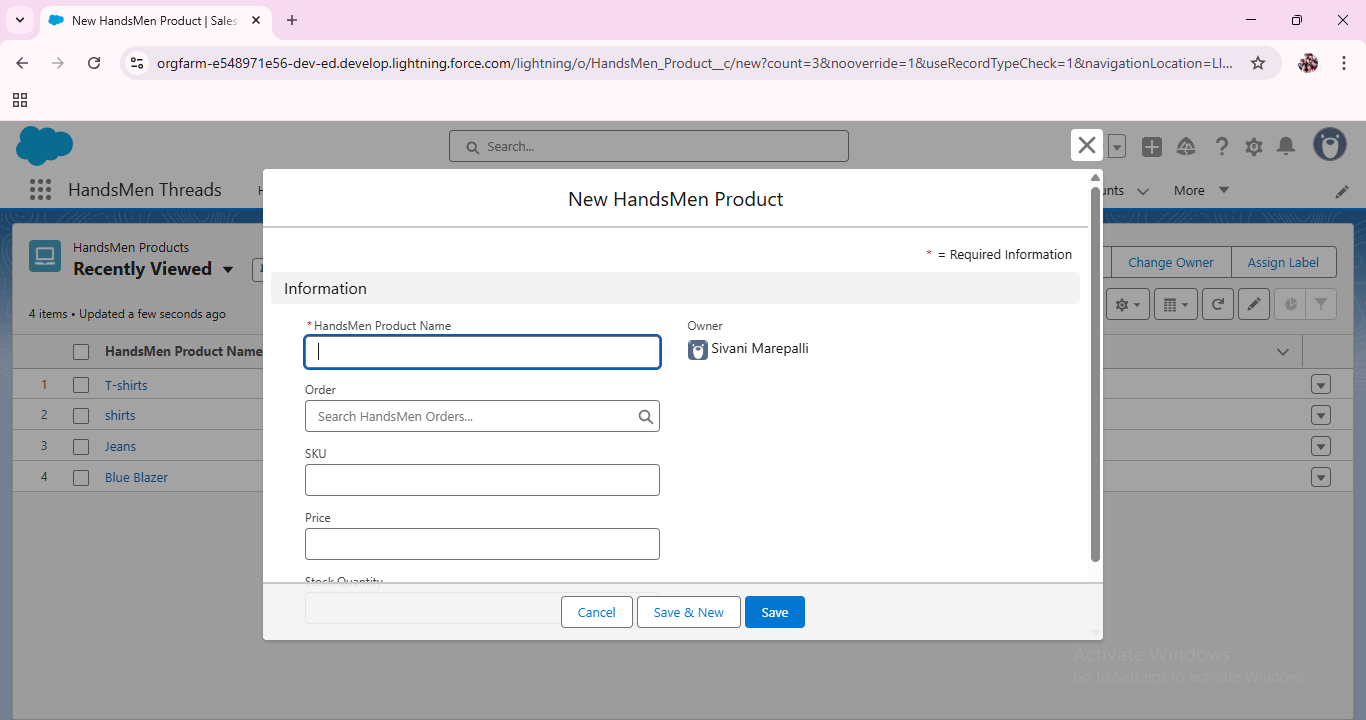 New HandsMen Product | Sales
orgfarm-e548971e56-dev-ed.develop.lightning.force.com/lightning/o/HandsMen_Product__c/new?count=3&nooverride=1&useRecordTypeCheck=1&navigationLocation=LI...
Search...
HandsMen Threads
More
HandsMen Products
Recently Viewed
Change Owner
Assign Label
4 items • Updated a few seconds ago
HandsMen Product Name
1 T-shirts
2 shirts
3 Jeans
4 Blue Blazer
New HandsMen Product
* = Required Information
Information
*HandsMen Product Name
Owner
Sivani Marepalli
Order
Search HandsMen Orders...
SKU
Price
Stock Quantity
Cancel
Save & New
Save
Activate Windows
Go to Settings to activate Windows.